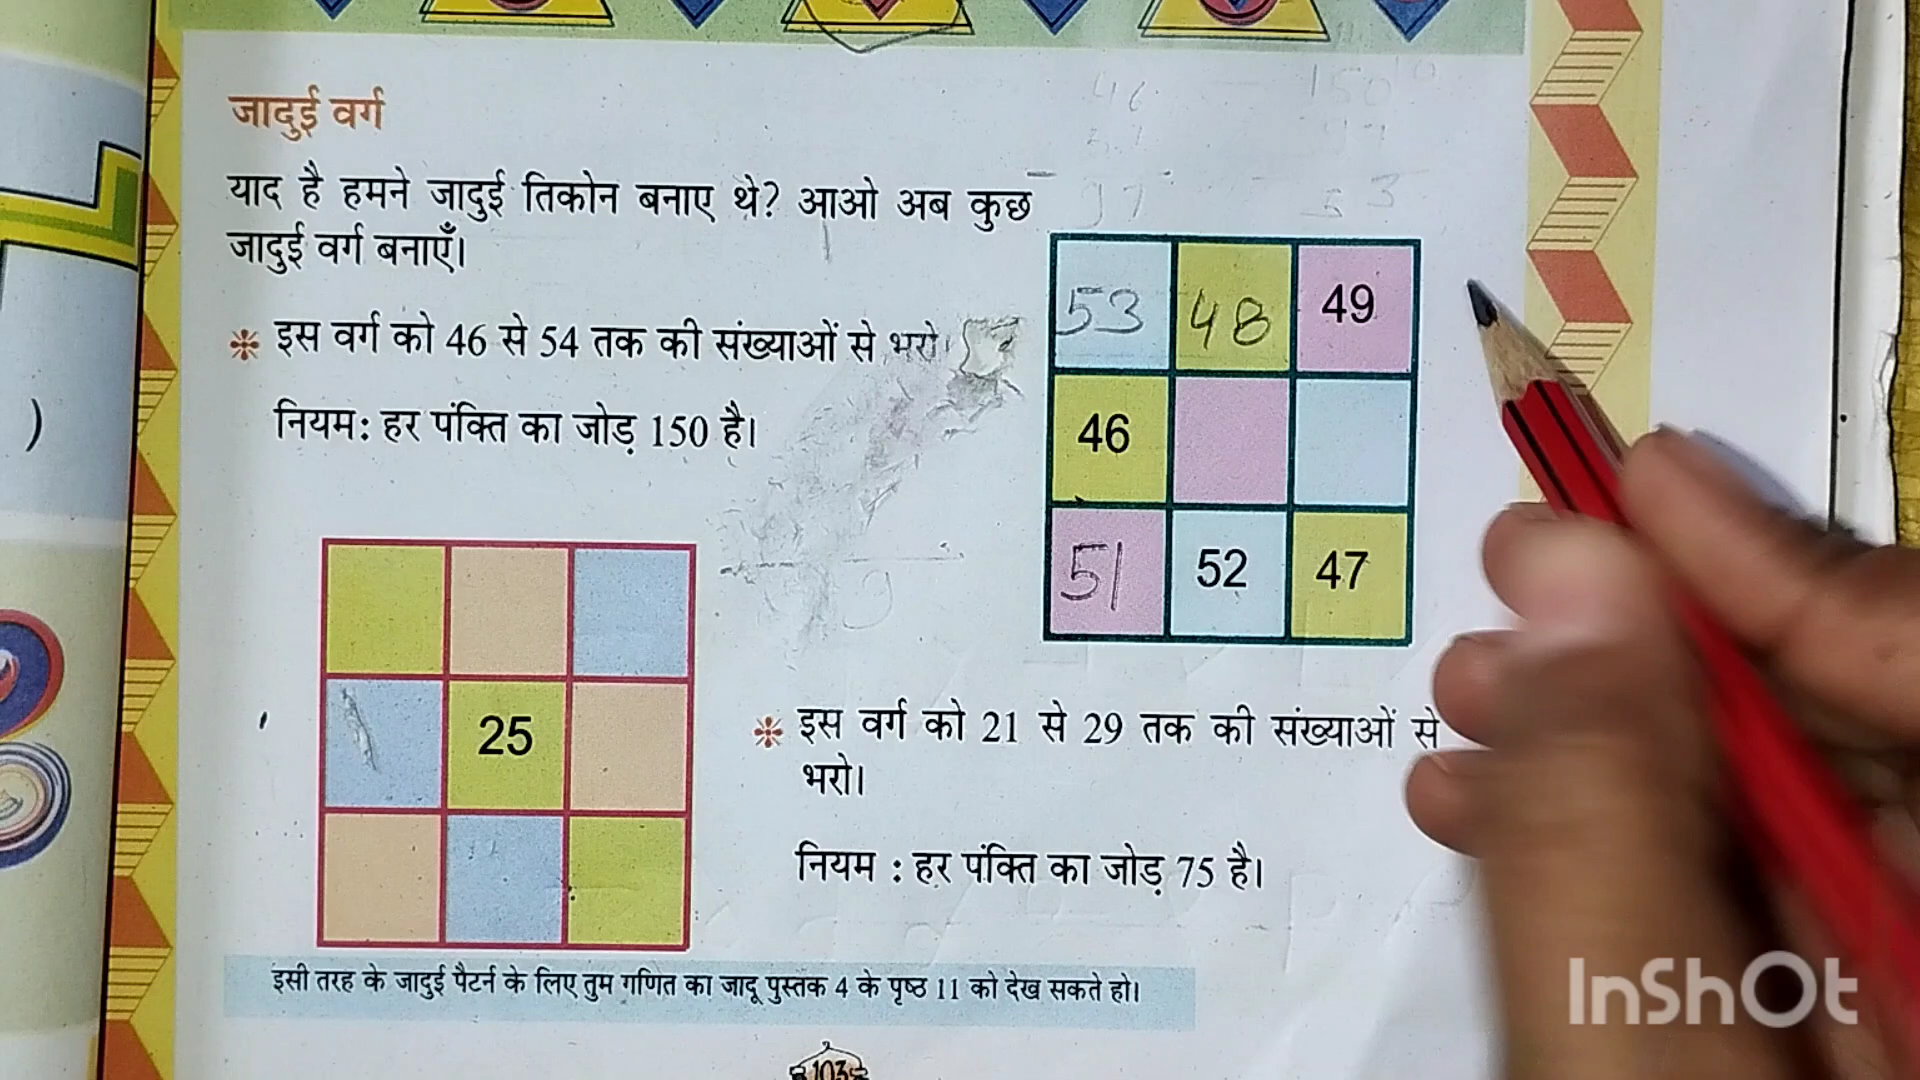 जादुई वर्ग
याद है हमने जादुई तिकोन बनाए थे? आओ अब कुछ
जादुई वर्ग बनाएँ।
इस वर्ग को 46 से 54 तक की संख्याओं से भरो।
नियम: हर पंक्ति का जोड़ 150 है।
53 48 49
46
51 52 47
25
इस वर्ग को 21 से 29 तक की संख्याओं से
भरो।
नियम : हर पंक्ति का जोड़ 75 है।
इसी तरह के जादुई पैटर्न के लिए तुम गणित का जादू पुस्तक 4 के पृष्ठ 11 को देख सकते हो।
103
)
InShOt